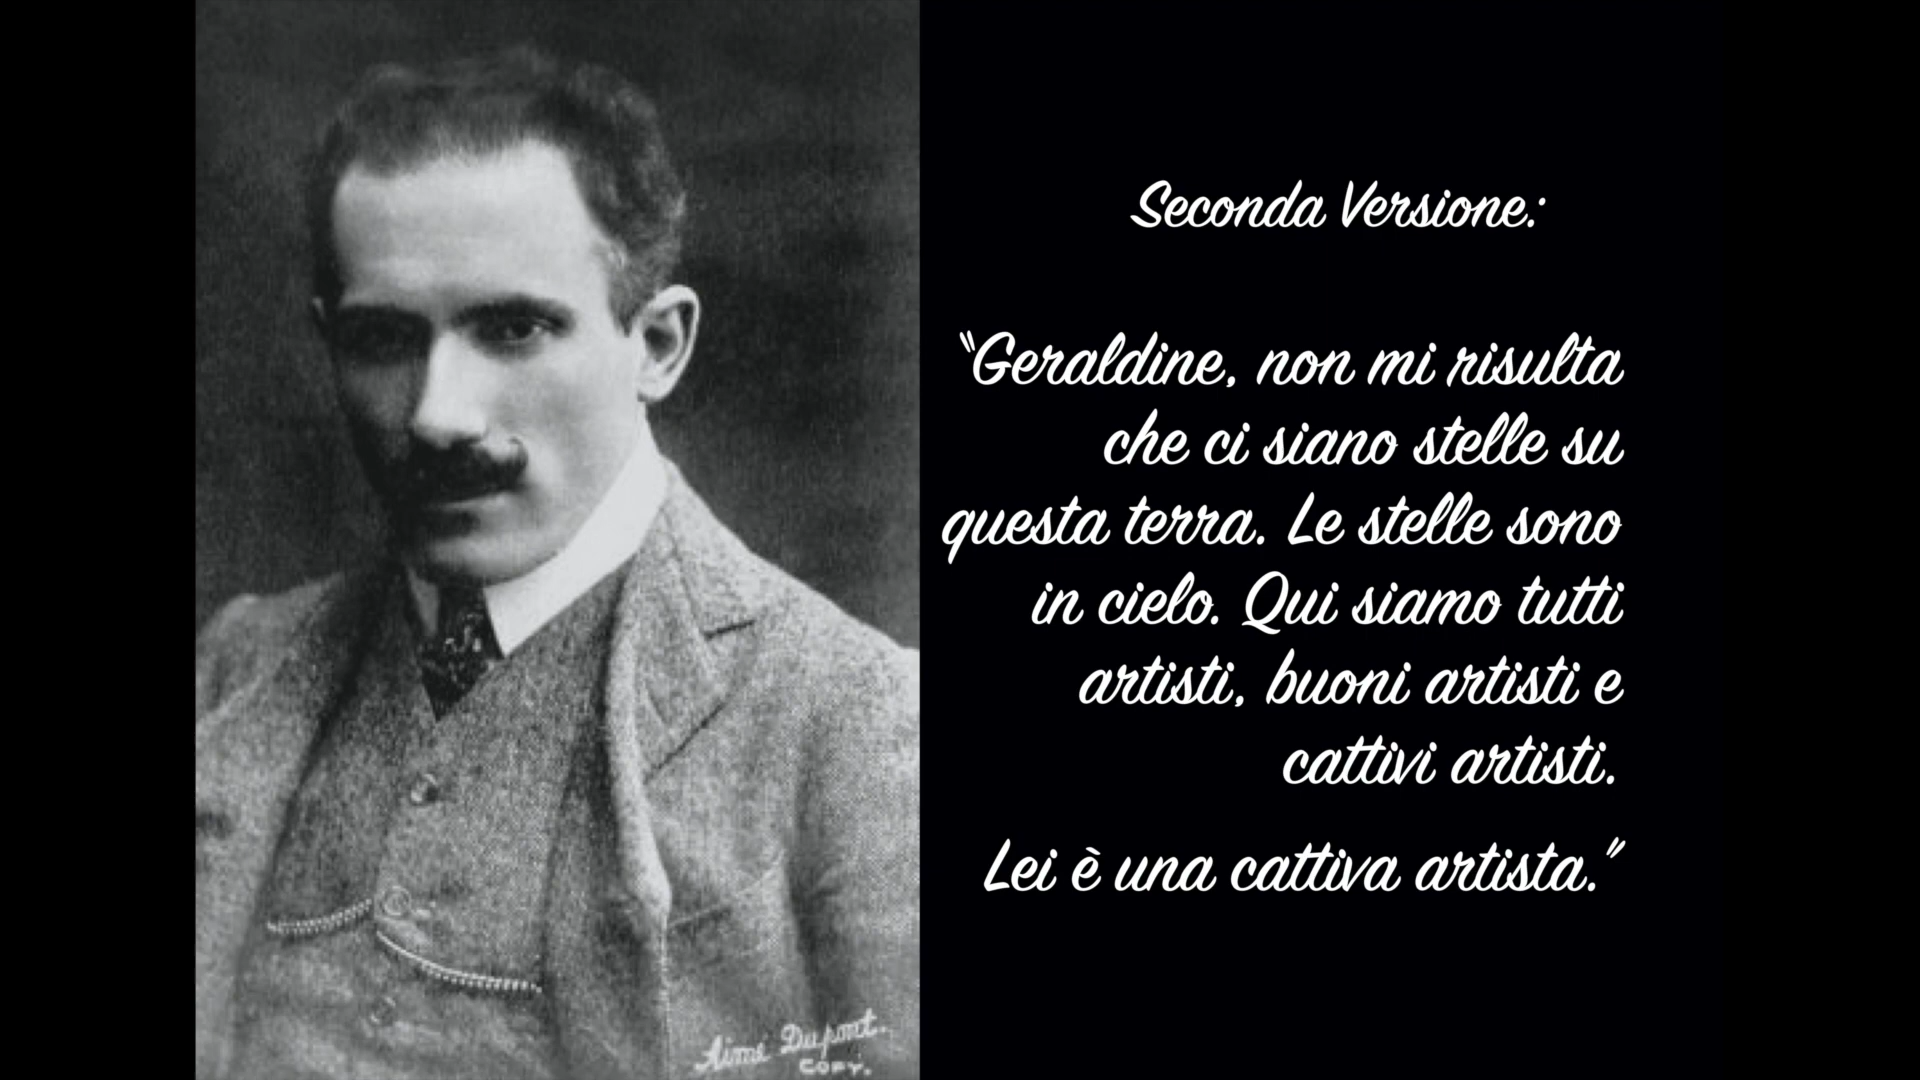 Seconda Versione:
“Geraldine, non mi risulta
che ci siano stelle su
questa terra. Le stelle sono
in cielo. Qui siamo tutti
artisti, buoni artisti e
cattivi artisti.
Lei è una cattiva artista.”
Aimé Dupont.
COPY.